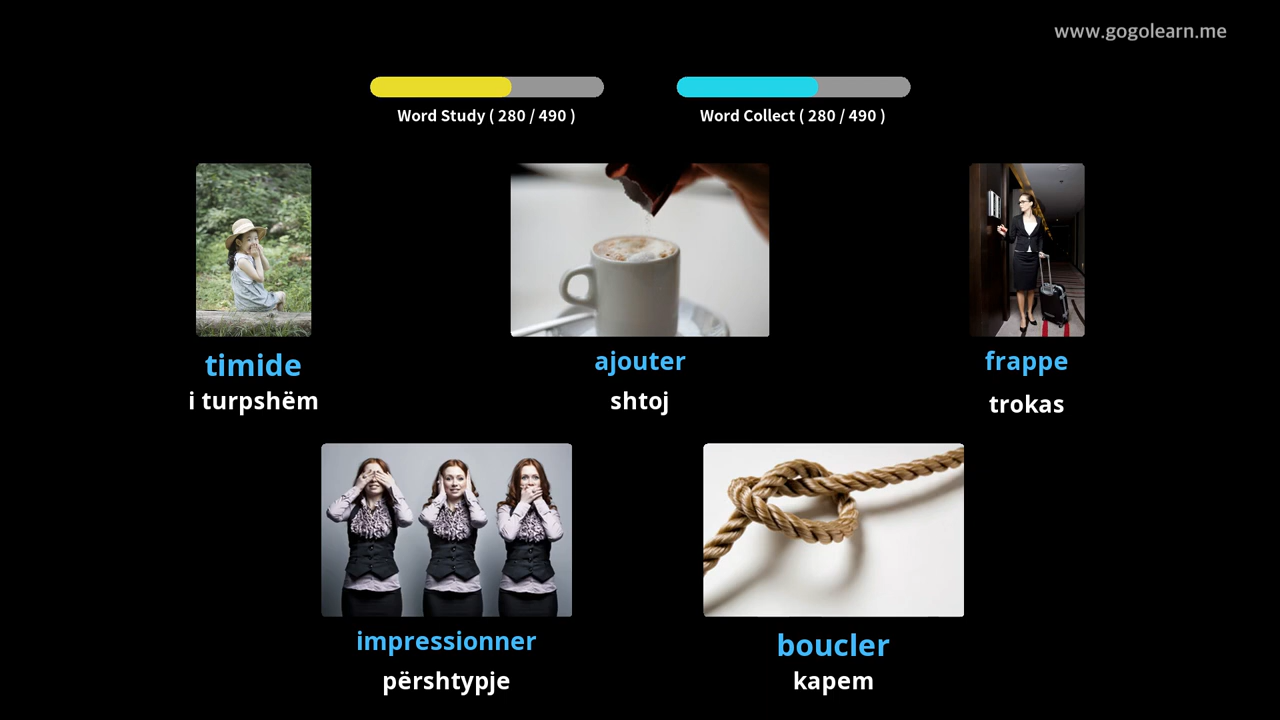 www.gogolearn.me
Word Study ( 280 / 490 )
Word Collect ( 280 / 490 )
timide
i turpshëm
ajouter
shtoj
frappe
trokas
impressionner
përshtypje
boucler
kapem